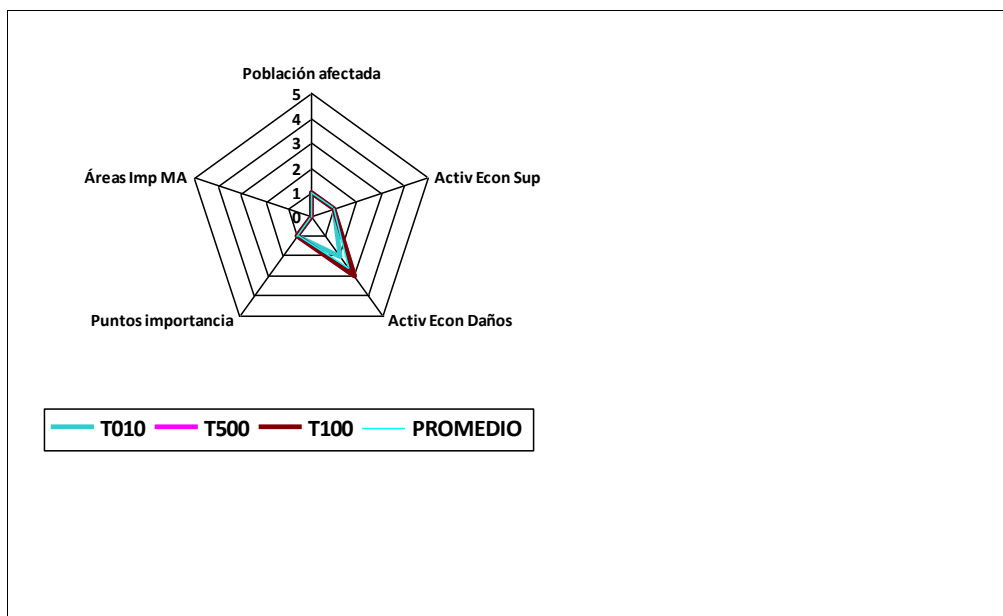 Población afectada
5
4
3
2
1
0
Áreas Imp MA
Activ Econ Sup
Puntos importancia
Activ Econ Daños
T010 T500 T100 PROMEDIO